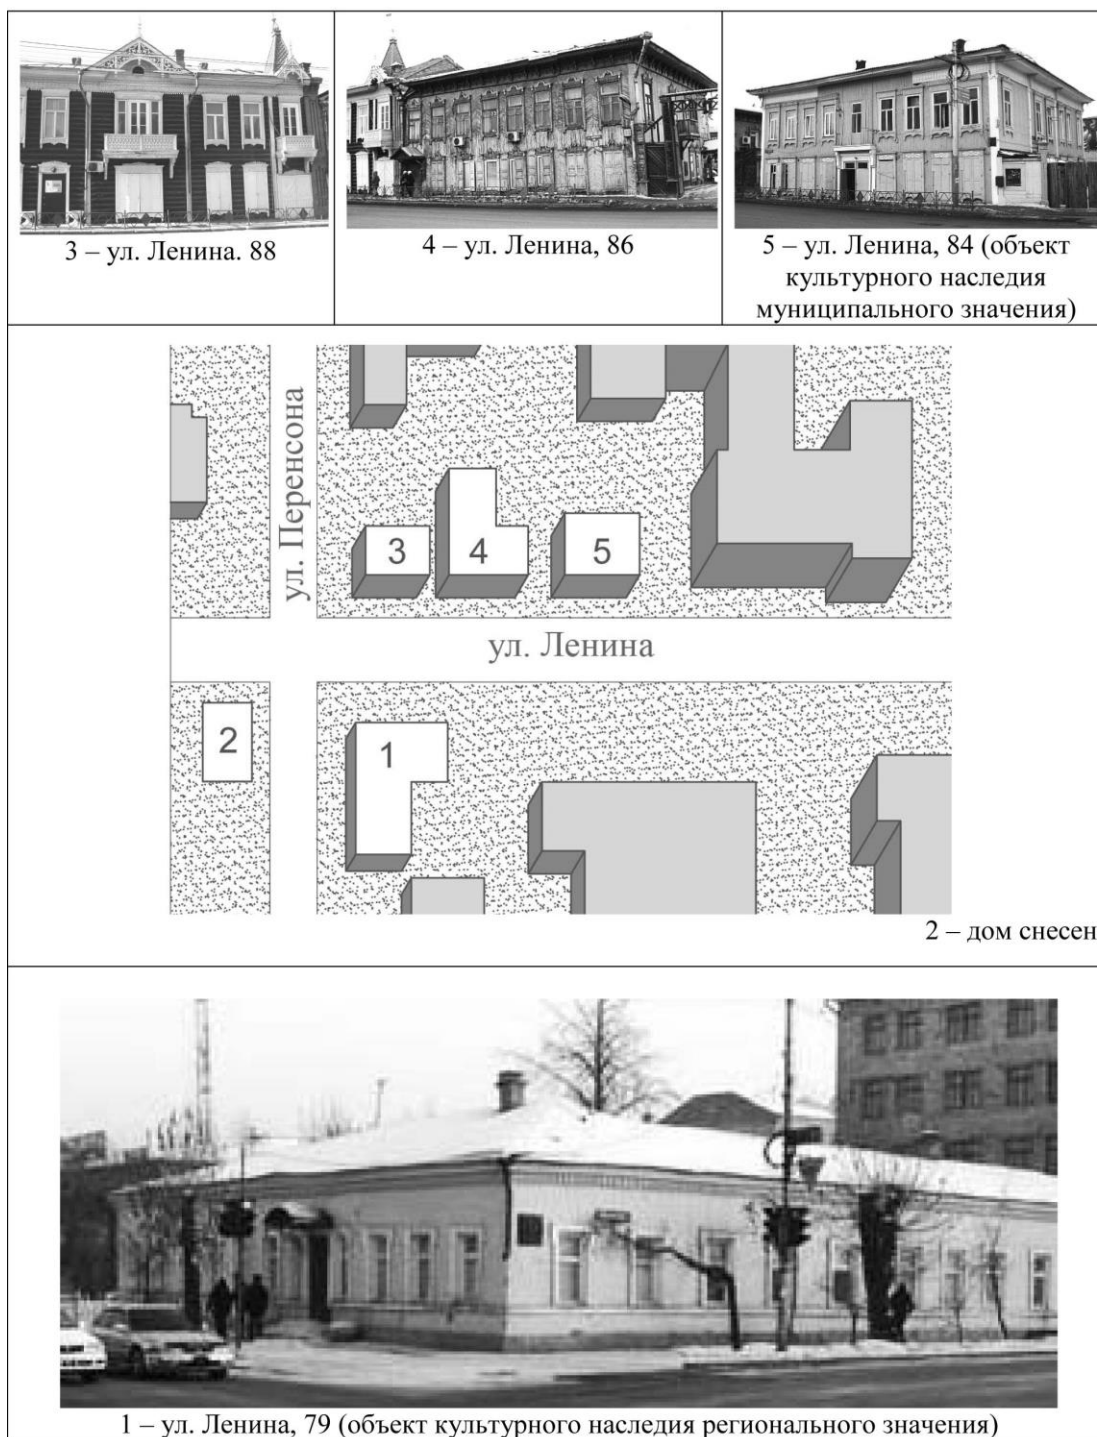 3 – ул. Ленина. 88
4 – ул. Ленина, 86
5 – ул. Ленина, 84 (объект
культурного наследия
муниципального значения)
ул. Перенсона
3
4
5
ул. Ленина
2
1
2 – дом снесен
1 – ул. Ленина, 79 (объект культурного наследия регионального значения)